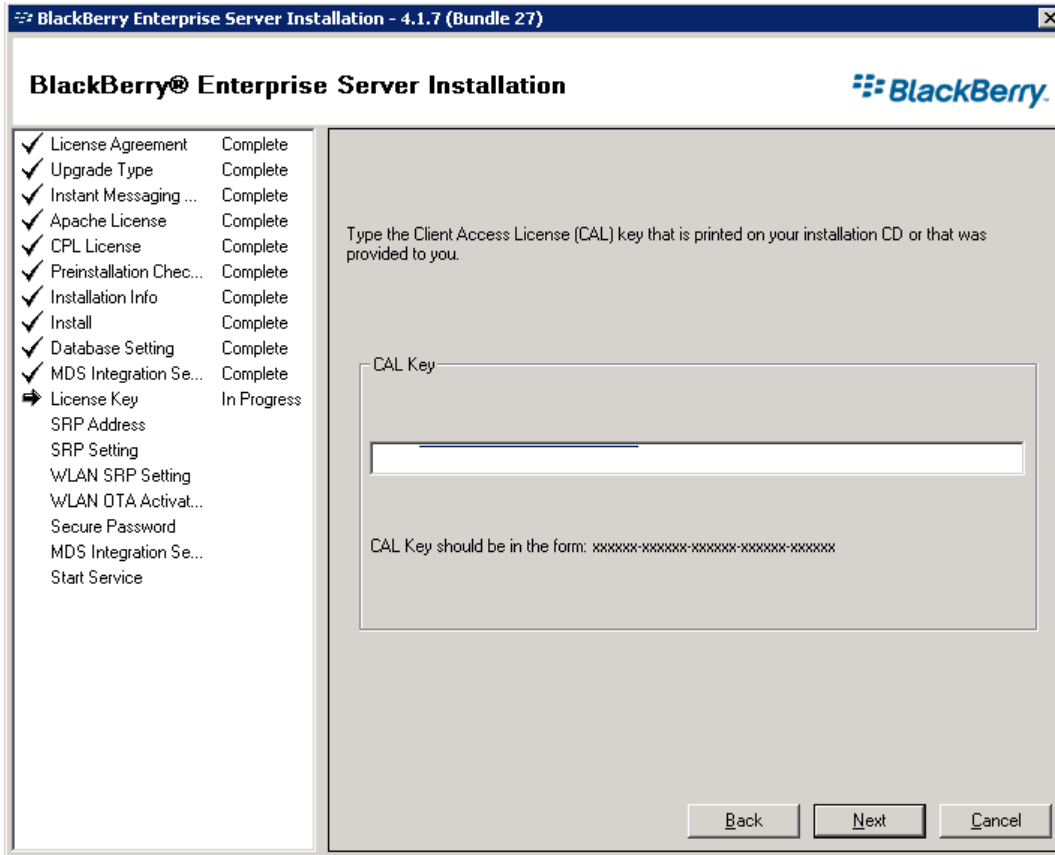 BlackBerry Enterprise Server Installation - 4.1.7 (Bundle 27)
BlackBerry® Enterprise Server Installation
BlackBerry.
License Agreement Complete
Upgrade Type Complete
Instant Messaging ... Complete
Apache License Complete
CPL License Complete
Preinstallation Chec... Complete
Installation Info Complete
Install Complete
Database Setting Complete
MDS Integration Se... Complete
License Key In Progress
SRP Address
SRP Setting
WLAN SRP Setting
WLAN OTA Activat...
Secure Password
MDS Integration Se...
Start Service
Type the Client Access License (CAL) key that is printed on your installation CD or that was
provided to you.
CAL Key
CAL Key should be in the form: xxxxxx-xxxxxx-xxxxxx-xxxxxx-xxxxxx
Back Next Cancel